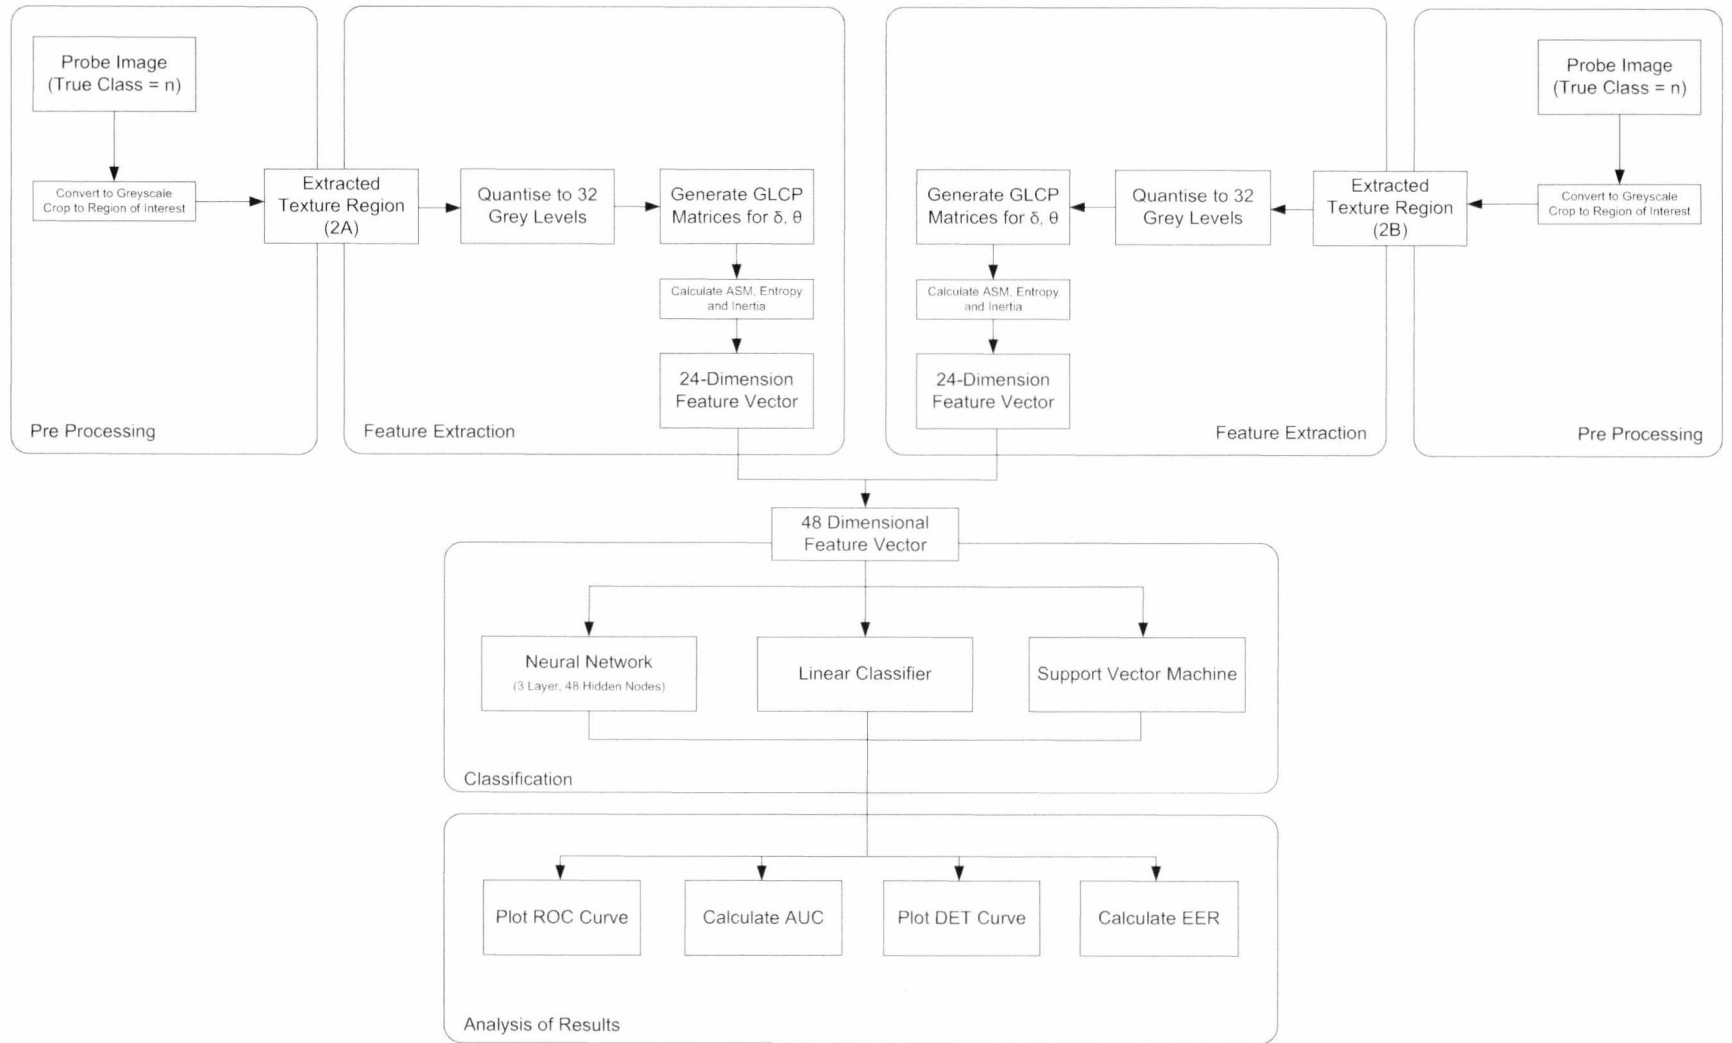 Probe Image
(True Class = n)
Convert to Greyscale
Crop to Region of Interest
Pre Processing
Extracted
Texture Region
(2A)
Quantise to 32
Grey Levels
Generate GLCP
Matrices for δ, θ
Calculate ASM, Entropy
and Inertia
24-Dimension
Feature Vector
Feature Extraction
Generate GLCP
Matrices for δ, θ
Quantise to 32
Grey Levels
Extracted
Texture Region
(2B)
Calculate ASM, Entropy
and Inertia
24-Dimension
Feature Vector
Feature Extraction
Probe Image
(True Class = n)
Convert to Greyscale
Crop to Region of Interest
Pre Processing
48 Dimensional
Feature Vector
Neural Network
(3 Layer, 48 Hidden Nodes)
Linear Classifier
Support Vector Machine
Classification
Plot ROC Curve
Calculate AUC
Plot DET Curve
Calculate EER
Analysis of Results